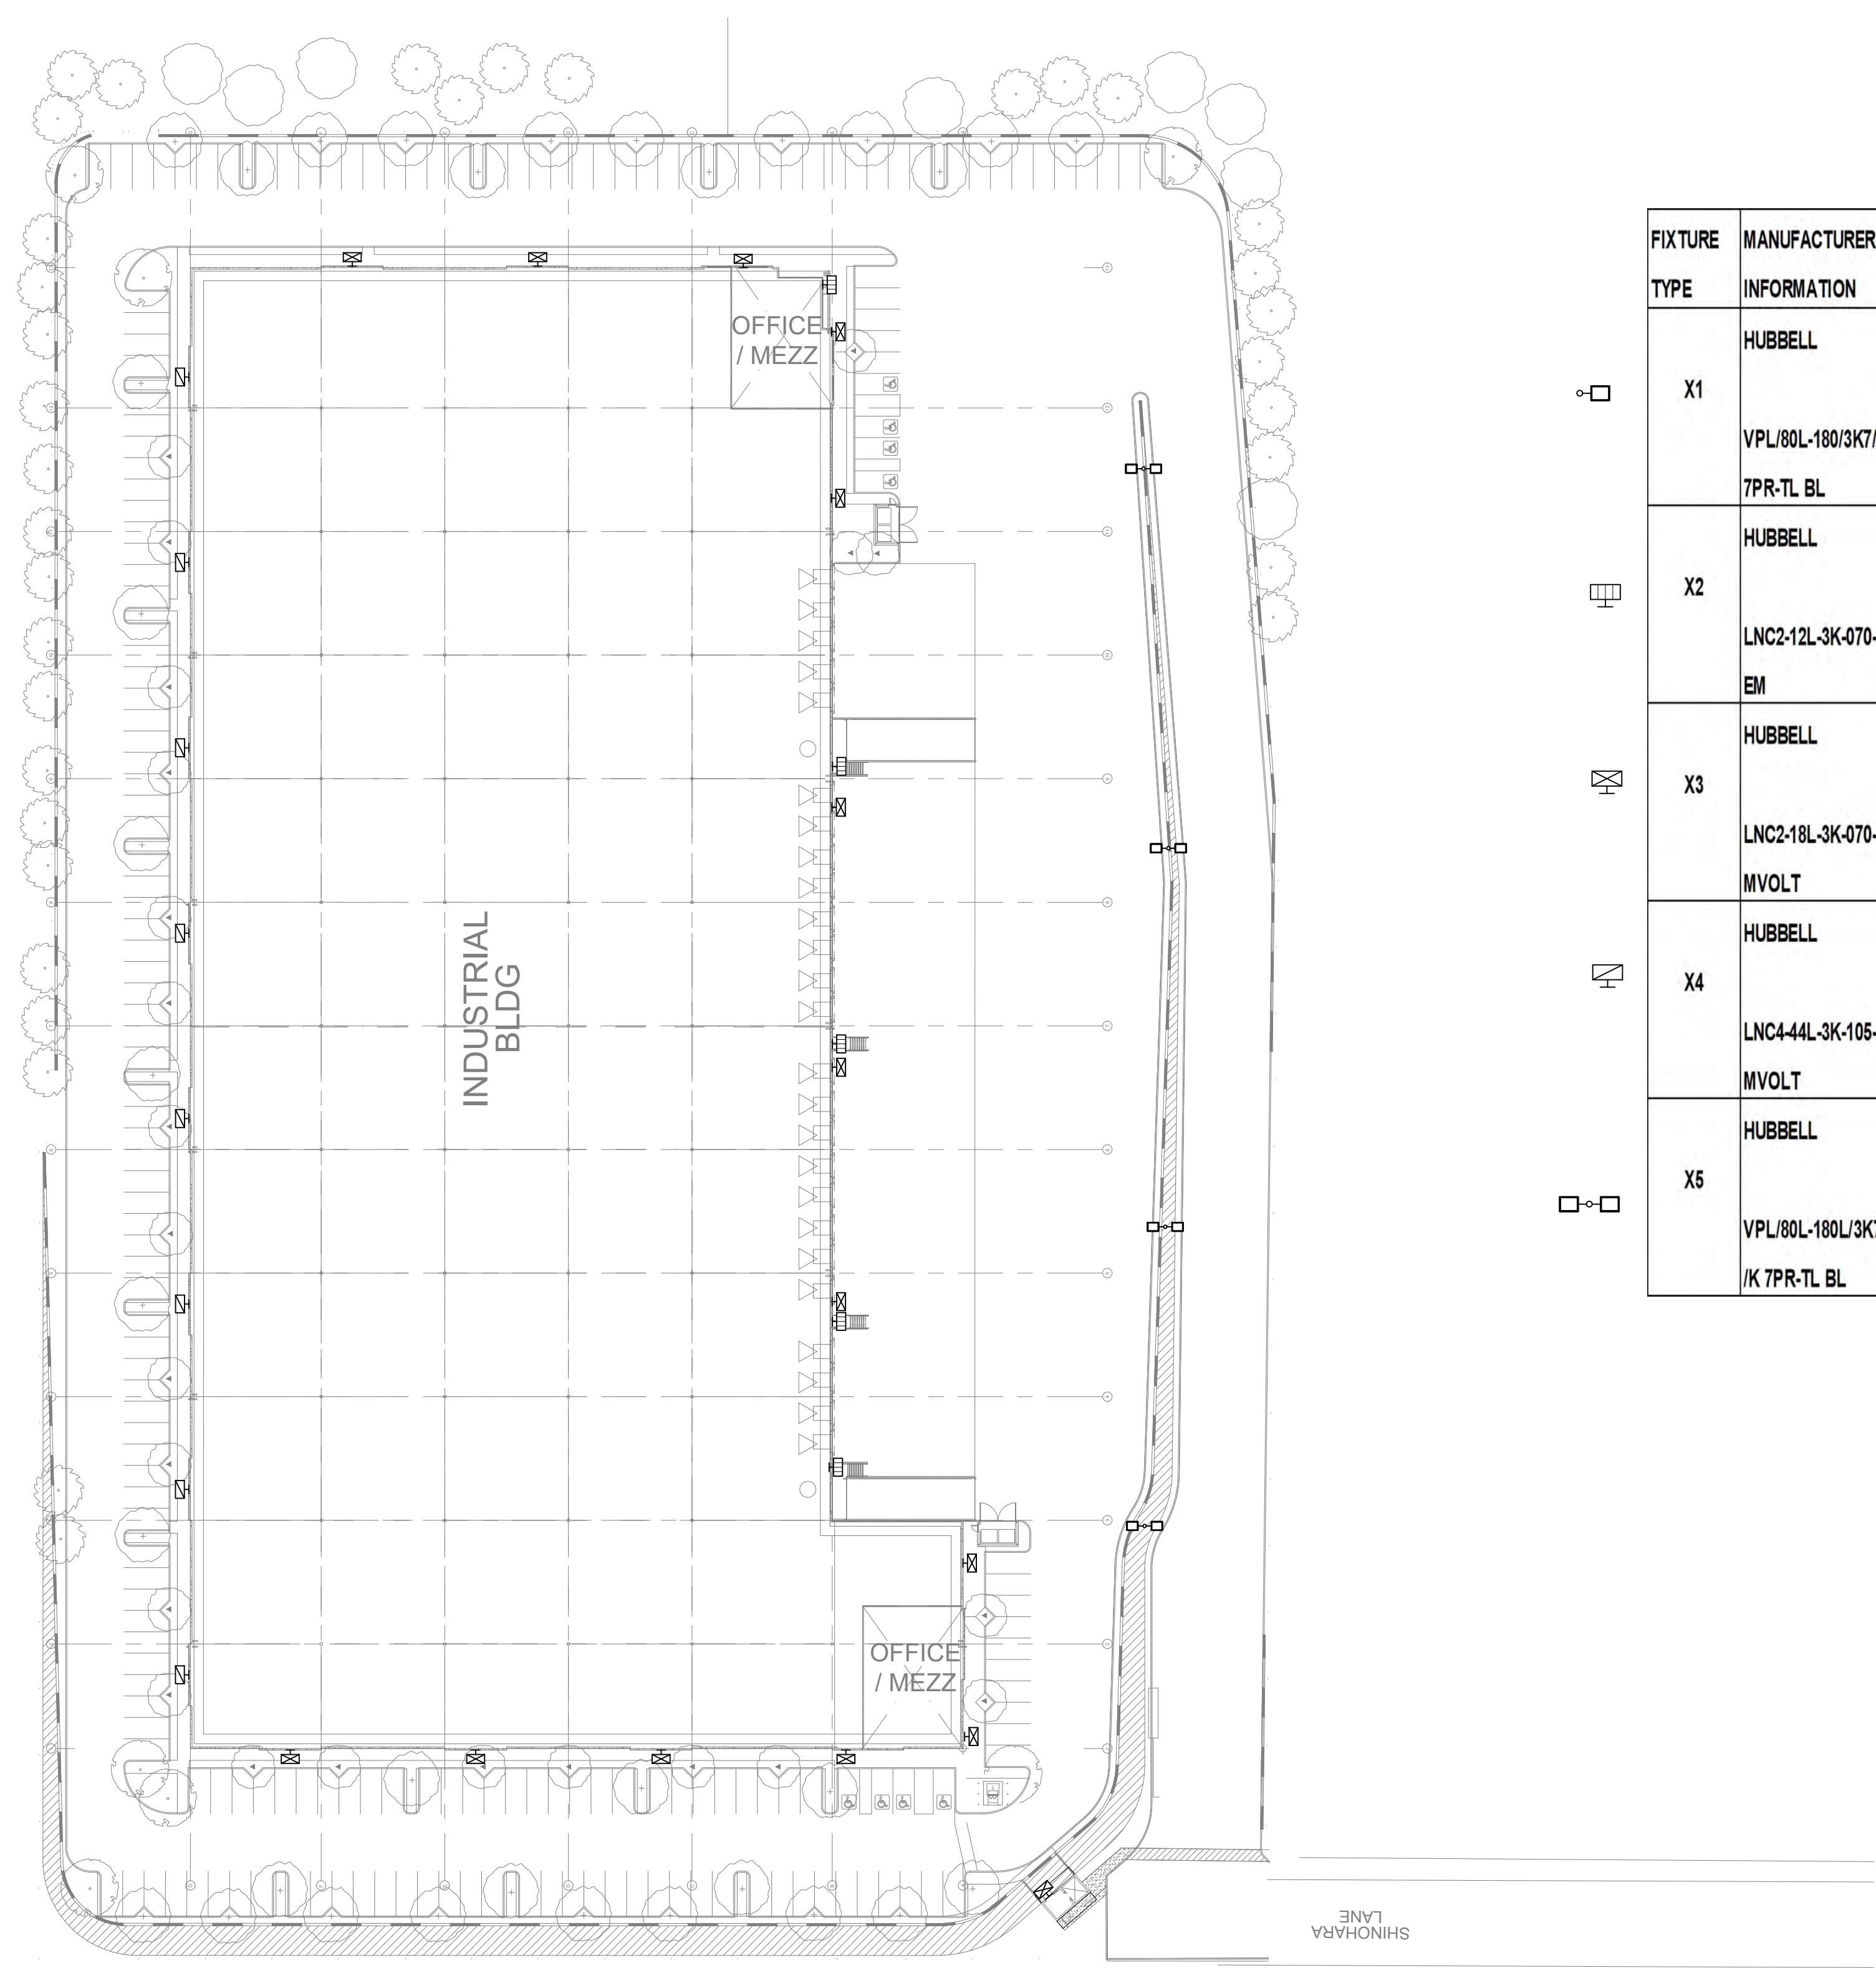 OFFICE
/ MEZZ
INDUSTRIAL
BLDG
OFFICE
/ MEZZ
SHINOHARA
LANE
FIXTURE
TYPE
MANUFACTURER
INFORMATION
X1
HUBBELL
VPL/80L-180/3K7/
7PR-TL BL
X2
HUBBELL
LNC2-12L-3K-070-
EM
X3
HUBBELL
LNC2-18L-3K-070-
MVOLT
X4
HUBBELL
LNC4-44L-3K-105-
MVOLT
X5
HUBBELL
VPL/80L-180L/3K7
/K 7PR-TL BL